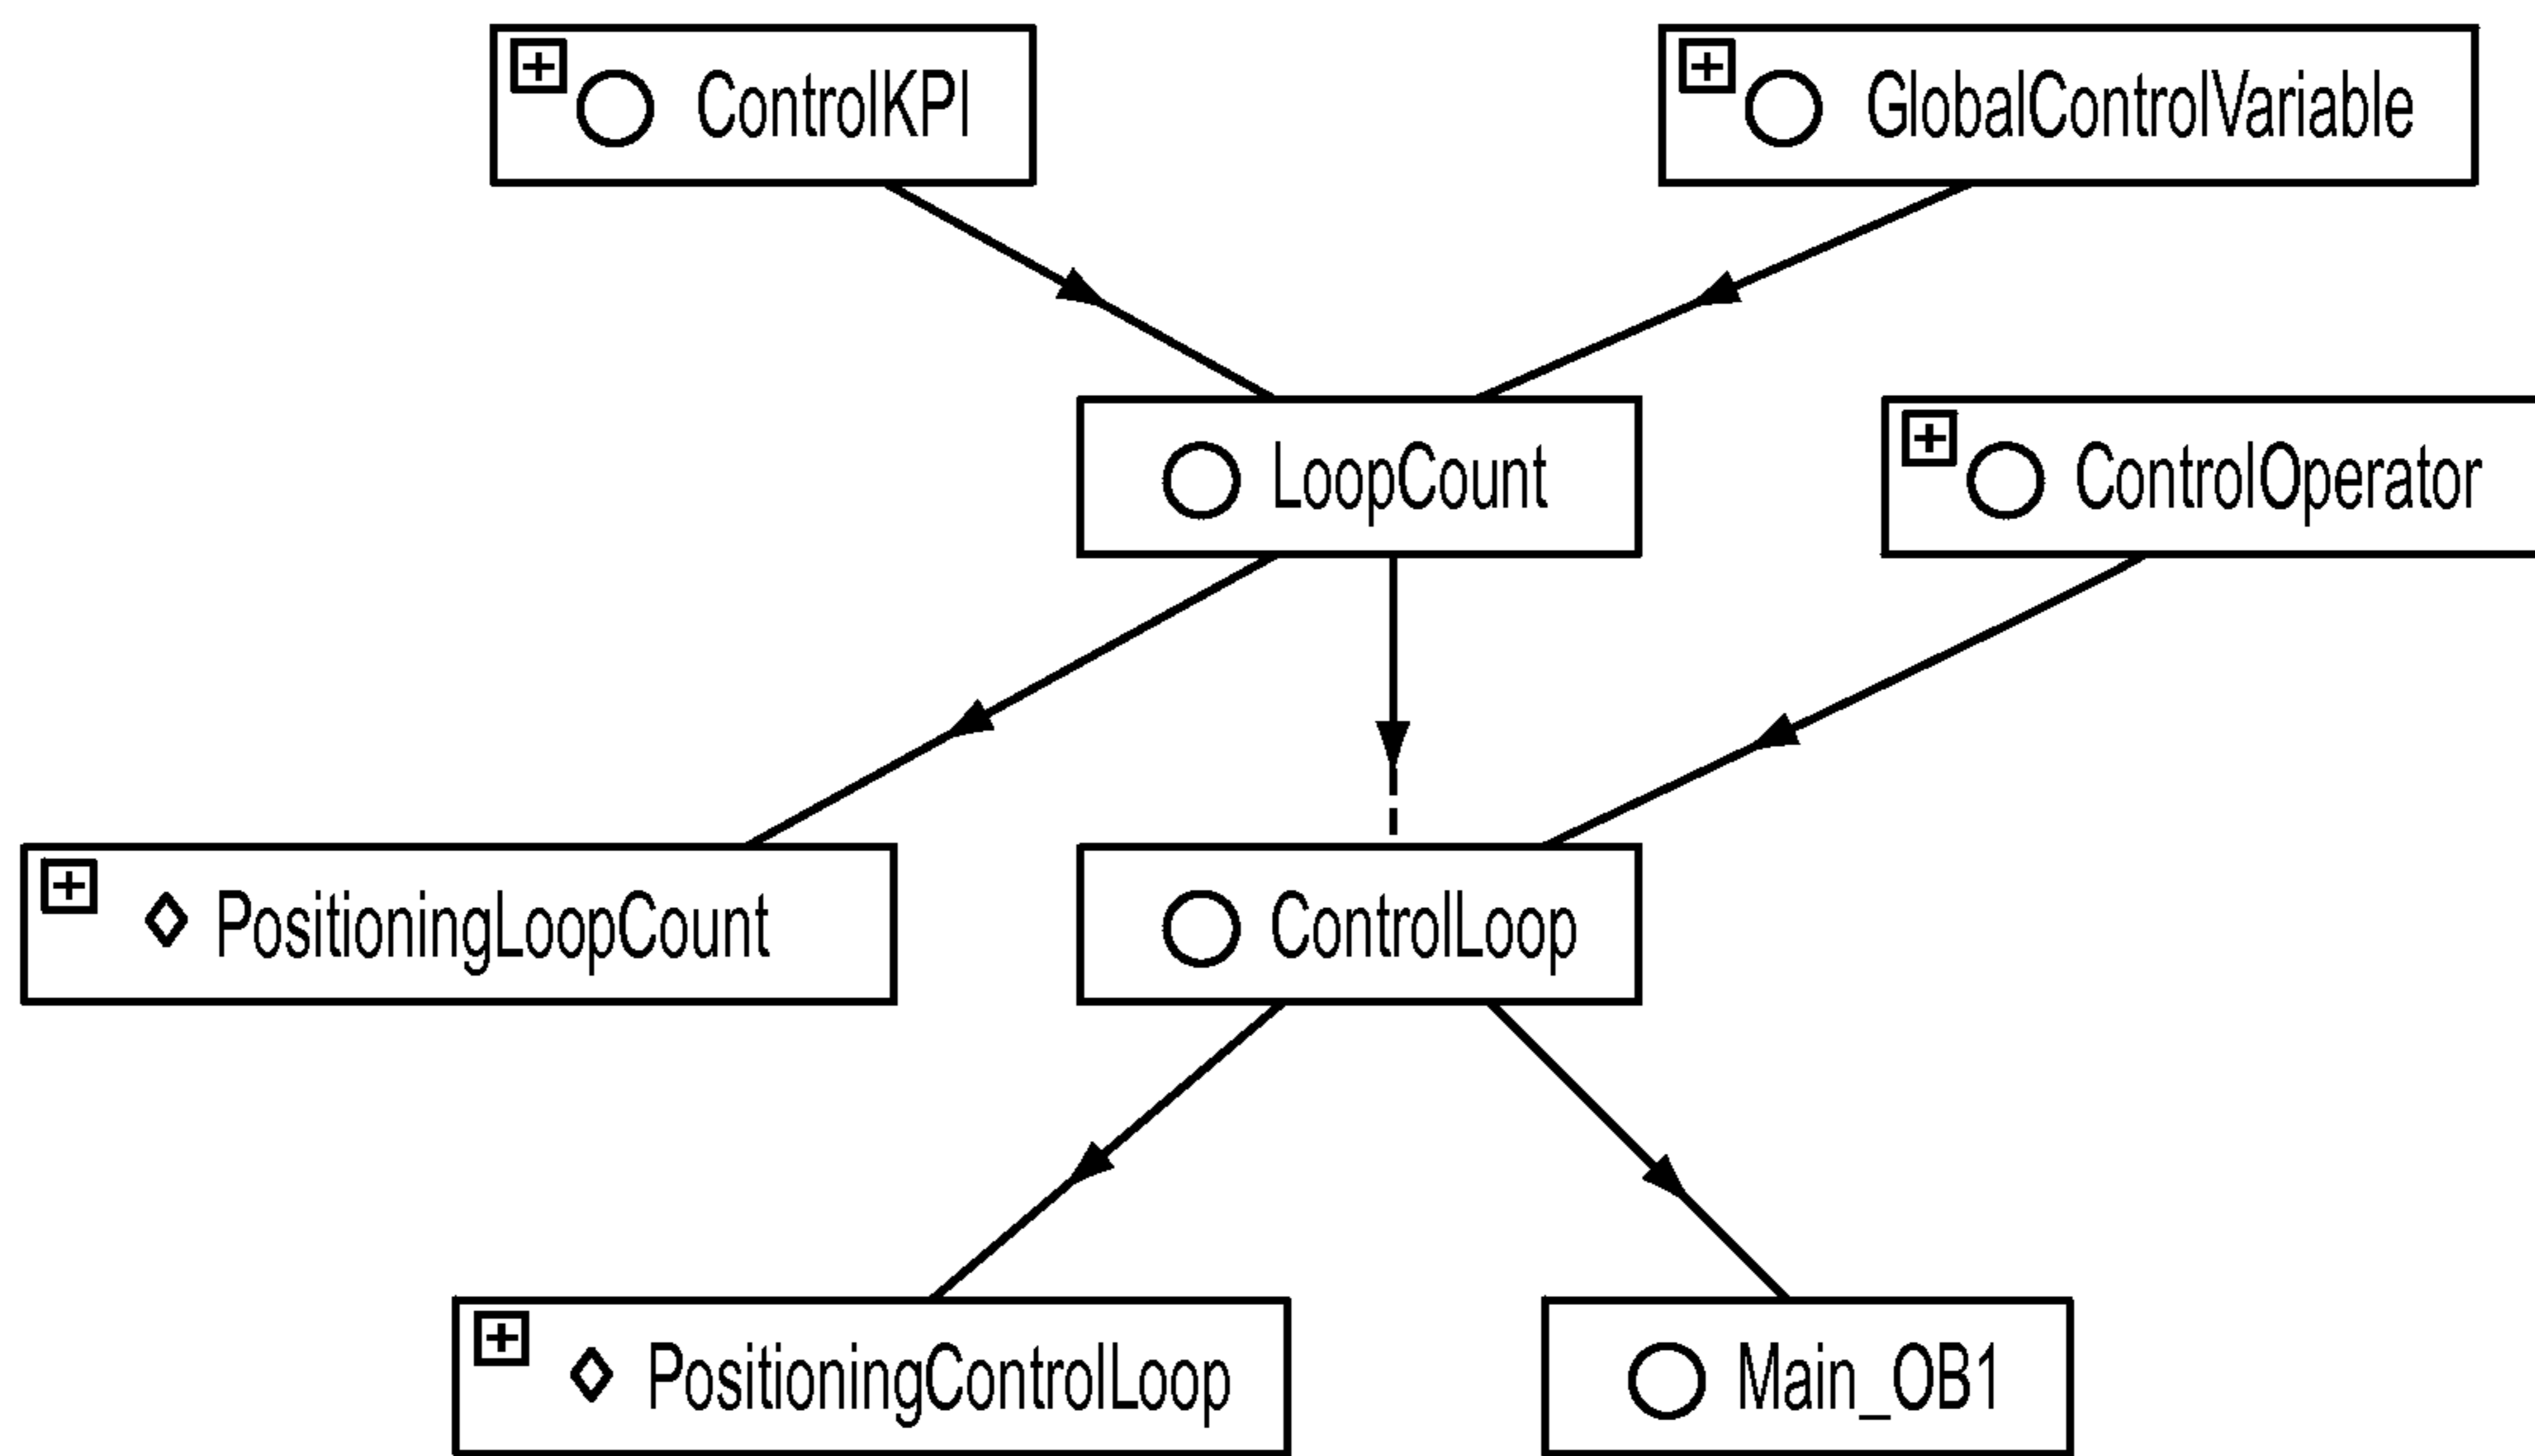 ControlKPI
GlobalControlVariable
LoopCount
ControlOperator
PositioningLoopCount
ControlLoop
PositioningControlLoop
Main_OB1